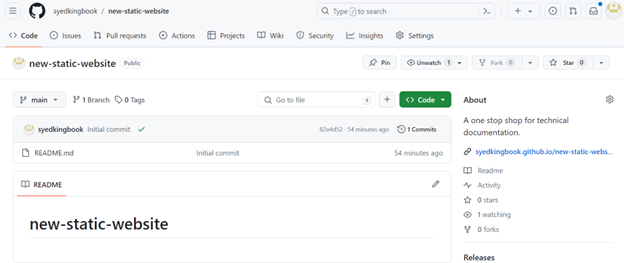 syedkingbook / new-static-website
Type / to search
Code Issues Pull requests Actions Projects Wiki Security Insights Settings
new-static-website Public
Pin Unwatch 1 Fork 0 Star 0
main 1 Branch 0 Tags Go to file t + Code
syedkingbook Initial commit 82e4d52 · 54 minutes ago 1 Commits
README.md Initial commit 54 minutes ago
README
new-static-website
About
A one stop shop for technical
documentation.
syedkingbook.github.io/new-static-webs...
Readme
Activity
0 stars
1 watching
0 forks
Releases